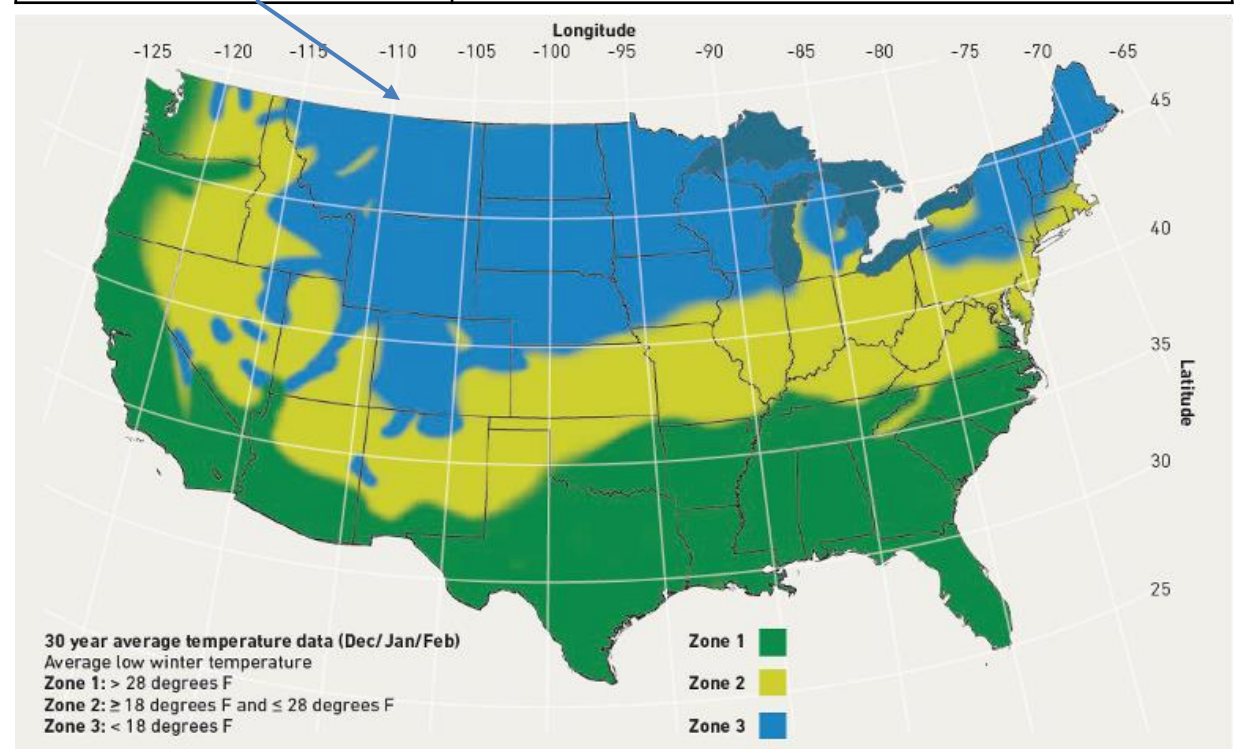 Longitude
-125 -120 -115 -110 -105 -100 -95 -90 -85 -80 -75 -70 -65
45
40
35
Latitude
30
25
30 year average temperature data (Dec/Jan/Feb)
Average low winter temperature
Zone 1: > 28 degrees F
Zone 2: ≥ 18 degrees F and ≤ 28 degrees F
Zone 3: < 18 degrees F
Zone 1
Zone 2
Zone 3